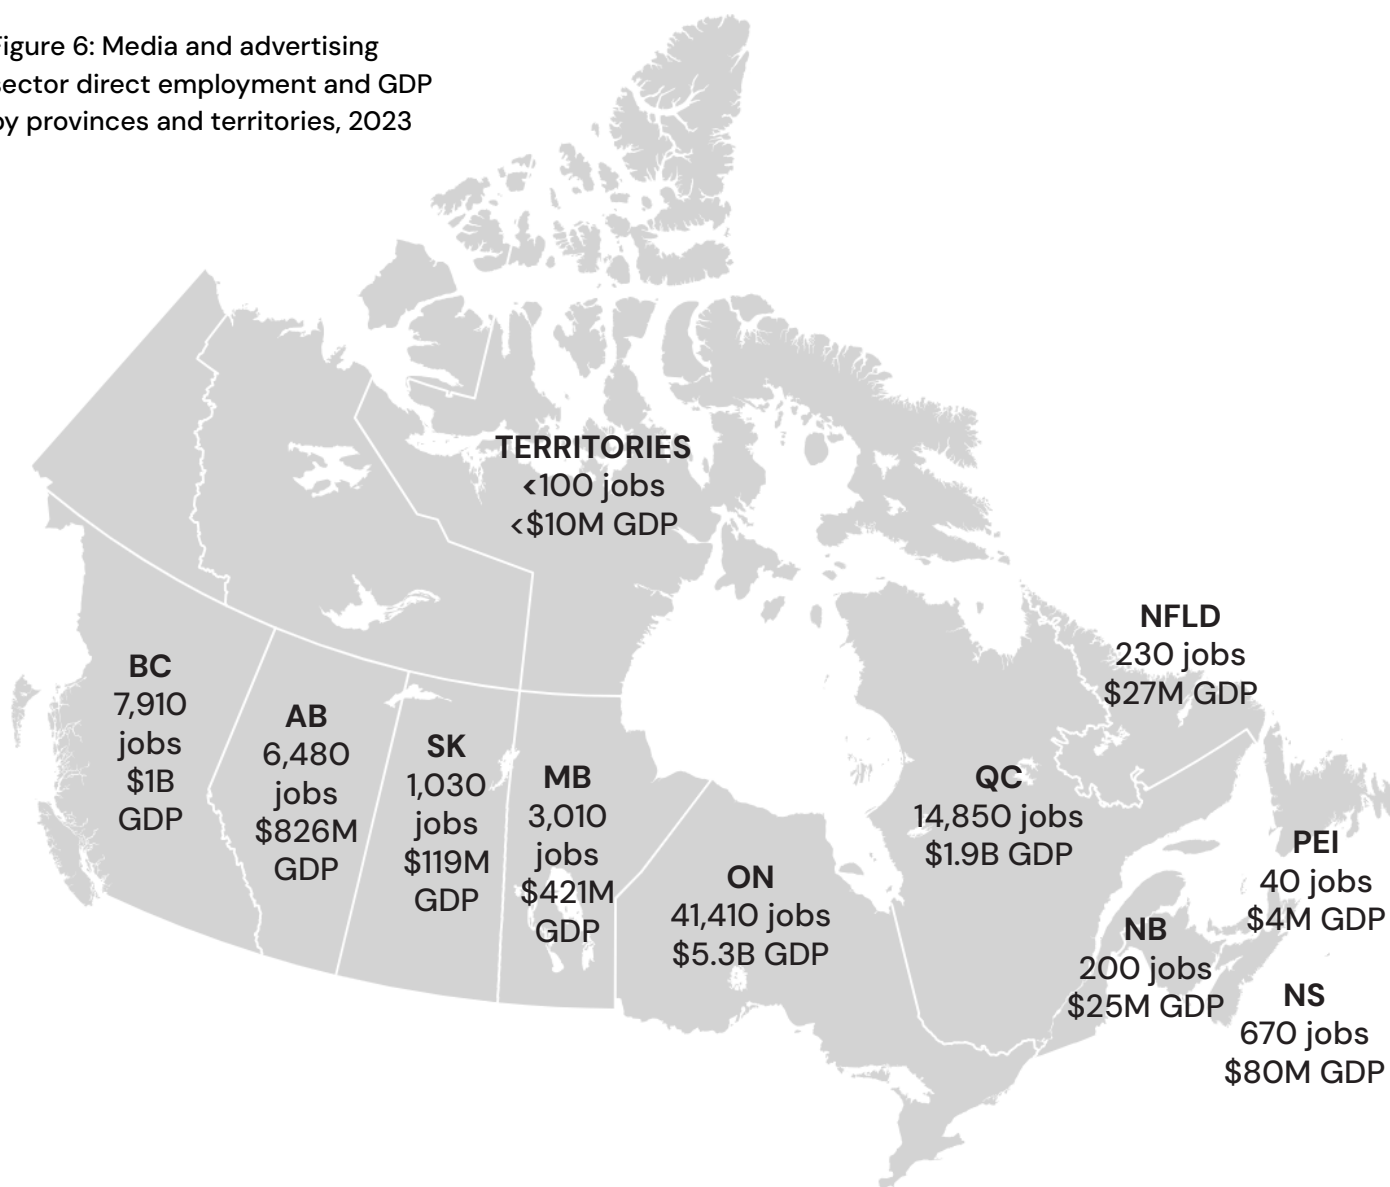 igure 6: Media and advertising
ector direct employment and GDP
y provinces and territories, 2023
TERRITORIES
<100 jobs
<$10M GDP
NFLD
230 jobs
$27M GDP
BC
7,910
jobs
$1B
GDP
AB
6,480
jobs
$826M
GDP
SK
1,030
jobs
$119M
GDP
MB
3,010
jobs
$421M
GDP
ON
41,410 jobs
$5.3B GDP
QC
14,850 jobs
$1.9B GDP
PEI
40 jobs
$4M GDP
NB
200 jobs
$25M GDP
NS
670 jobs
$80M GDP